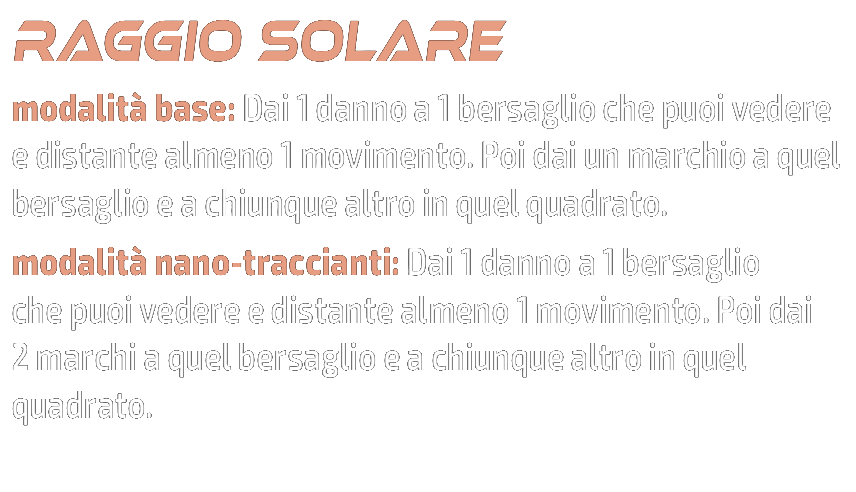 RAGGIO SOLARE
modalità base: Dai 1 danno a 1 bersaglio che puoi vedere
e distante almeno 1 movimento. Poi dai un marchio a quel
bersaglio e a chiunque altro in quel quadrato.
modalità nano-traccianti: Dai 1 danno a 1 bersaglio
che puoi vedere e distante almeno 1 movimento. Poi dai
2 marchi a quel bersaglio e a chiunque altro in quel
quadrato.